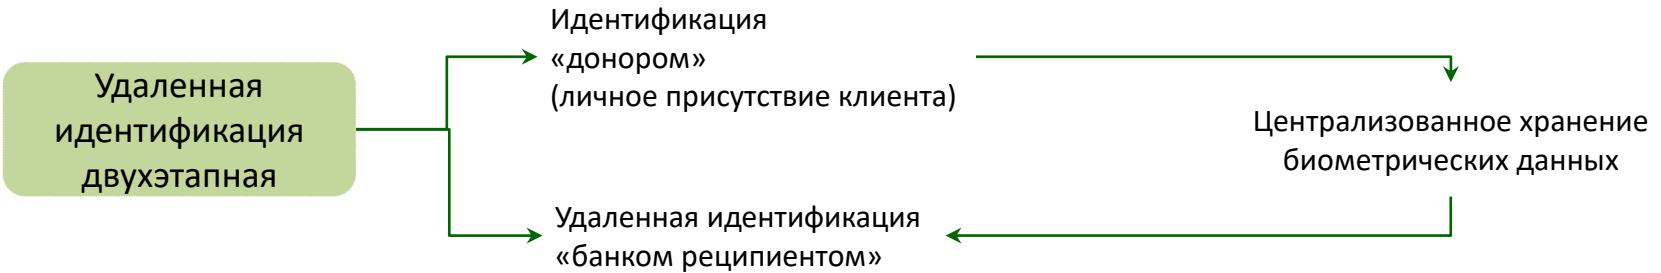 Удаленная
идентификация
двухэтапная
Идентификация
«донором»
(личное присутствие клиента)
Централизованное хранение
биометрических данных
Удаленная идентификация
«банком реципиентом»